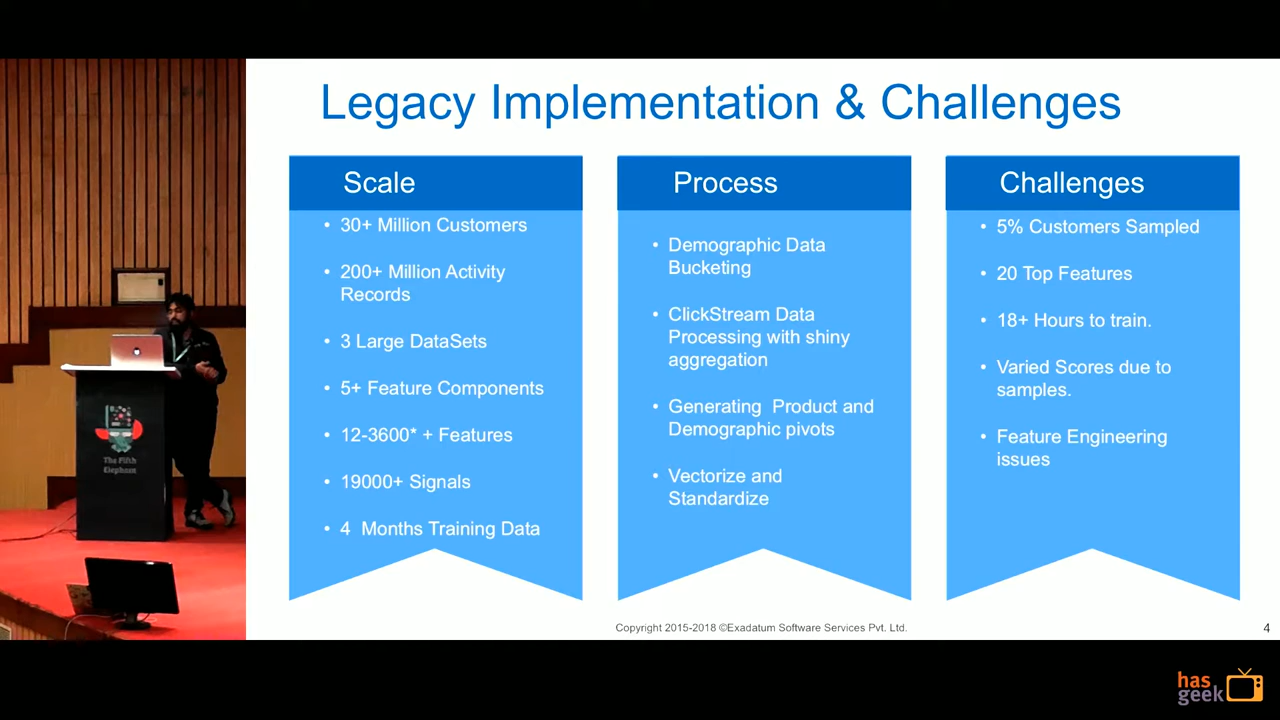 Legacy Implementation & Challenges
Scale
• 30+ Million Customers
• 200+ Million Activity
Records
• 3 Large DataSets
• 5+ Feature Components
• 12-3600* + Features
• 19000+ Signals
• 4 Months Training Data
Process
• Demographic Data
Bucketing
• ClickStream Data
Processing with shiny
aggregation
• Generating Product and
Demographic pivots
• Vectorize and
Standardize
Challenges
• 5% Customers Sampled
• 20 Top Features
• 18+ Hours to train.
• Varied Scores due to
samples.
• Feature Engineering
issues
The Fifth
Elephant
Copyright 2015-2018 ©Exadatum Software Services Pvt. Ltd.
4
has
geek